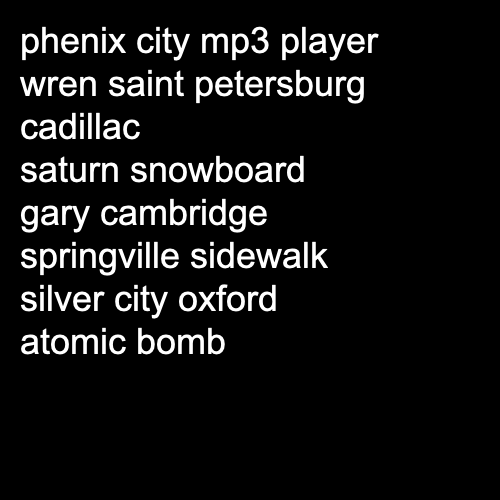 phenix city mp3 player
wren saint petersburg
cadillac
saturn snowboard
gary cambridge
springville sidewalk
silver city oxford
atomic bomb